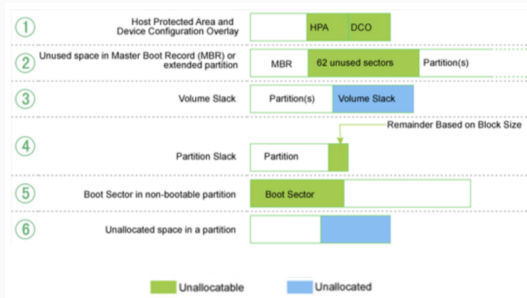 1
Host Protected Area and
Device Configuration Overlay
HPA DCO
2
Unused space in Master Boot Record (MBR) or
extended partition
MBR 62 unused sectors Partition(s)
3
Volume Slack
Partition(s) Volume Slack
Remainder Based on Block Size
4
Partition Slack
Partition
5
Boot Sector in non-bootable partition
Boot Sector
6
Unallocated space in a partition
Unallocatable Unallocated